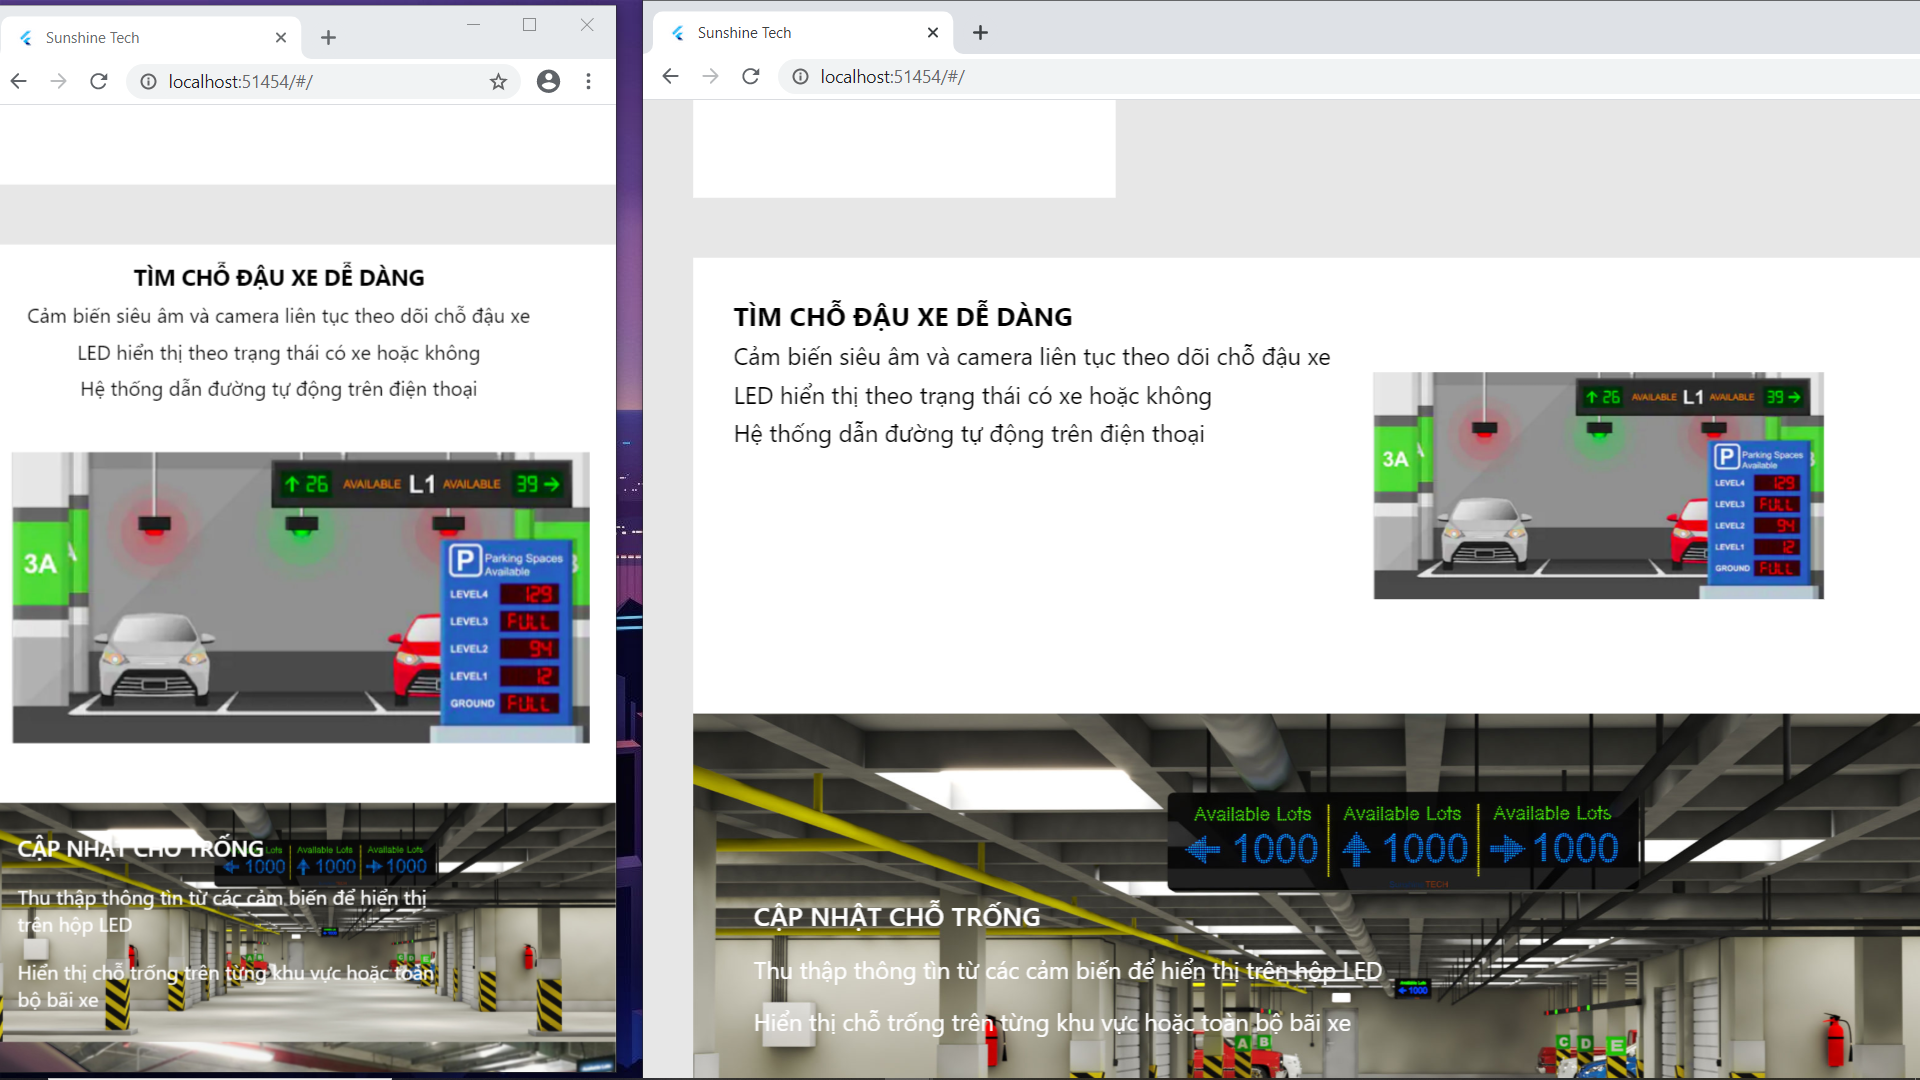 Sunshine Tech
localhost:51454/#/
TÌM CHỖ ĐẬU XE DỄ DÀNG
Cảm biến siêu âm và camera liên tục theo dõi chỗ đậu xe
LED hiển thị theo trạng thái có xe hoặc không
Hệ thống dẫn đường tự động trên điện thoại
26 AVAILABLE L1 AVAILABLE 39
3A
P Parking Spaces
Available
LEVEL4 129
LEVEL3 FULL
LEVEL2 94
LEVEL1 12
GROUND FULL
CẬP NHẬT CHỖ TRỐNG
Lots Available Lots Available Lots
1000 1000 1000
Thu thập thông tin từ các cảm biến để hiển thị
trên hộp LED
Hiển thị chỗ trống trên từng khu vực hoặc toàn
bộ bãi xe
Sunshine Tech
localhost:51454/#/
TÌM CHỖ ĐẬU XE DỄ DÀNG
Cảm biến siêu âm và camera liên tục theo dõi chỗ đậu xe
LED hiển thị theo trạng thái có xe hoặc không
Hệ thống dẫn đường tự động trên điện thoại
26 AVAILABLE L1 AVAILABLE 39
3A
P Parking Spaces
Available
LEVEL4 129
LEVEL3 FULL
LEVEL2 94
LEVEL1 12
GROUND FULL
Available Lots Available Lots Available Lots
1000 1000 1000
TECH
CẬP NHẬT CHỖ TRỐNG
Thu thập thông tin từ các cảm biến để hiển thị trên hộp LED
1000
Hiển thị chỗ trống trên từng khu vực hoặc toàn bộ bãi xe
A B C D E